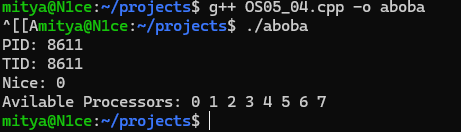 mitya@N1ce:~/projects$ g++ OS05_04.cpp -o aboba
^[[Amitya@N1ce:~/projects$ ./aboba
PID: 8611
TID: 8611
Nice: 0
Avilable Processors: 0 1 2 3 4 5 6 7
mitya@N1ce:~/projects$